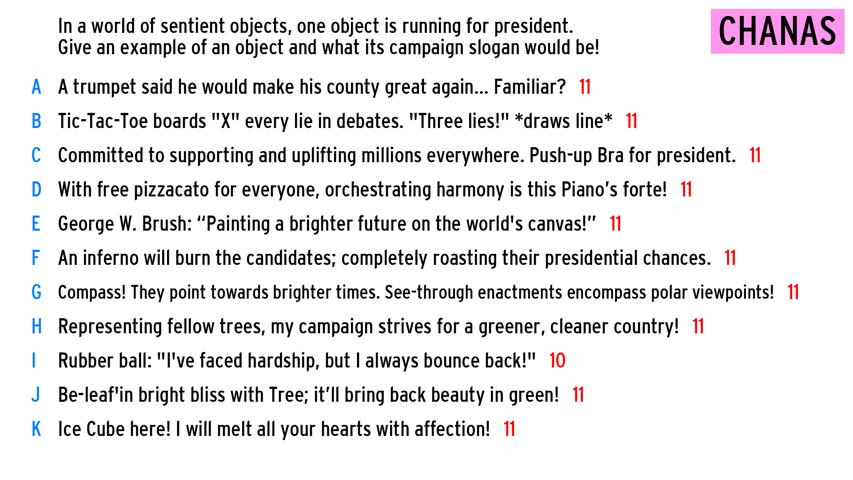 In a world of sentient objects, one object is running for president.
Give an example of an object and what its campaign slogan would be!
CHANAS
A A trumpet said he would make his county great again... Familiar? 11
B Tic-Tac-Toe boards "X" every lie in debates. "Three lies!" *draws line* 11
C Committed to supporting and uplifting millions everywhere. Push-up Bra for president. 11
D With free pizzacato for everyone, orchestrating harmony is this Piano's forte! 11
E George W. Brush: “Painting a brighter future on the world's canvas!” 11
F An inferno will burn the candidates; completely roasting their presidential chances. 11
G Compass! They point towards brighter times. See-through enactments encompass polar viewpoints! 11
H Representing fellow trees, my campaign strives for a greener, cleaner country! 11
I Rubber ball: "I've faced hardship, but I always bounce back!" 10
J Be-leaf'in bright bliss with Tree; it’ll bring back beauty in green! 11
K Ice Cube here! I will melt all your hearts with affection! 11